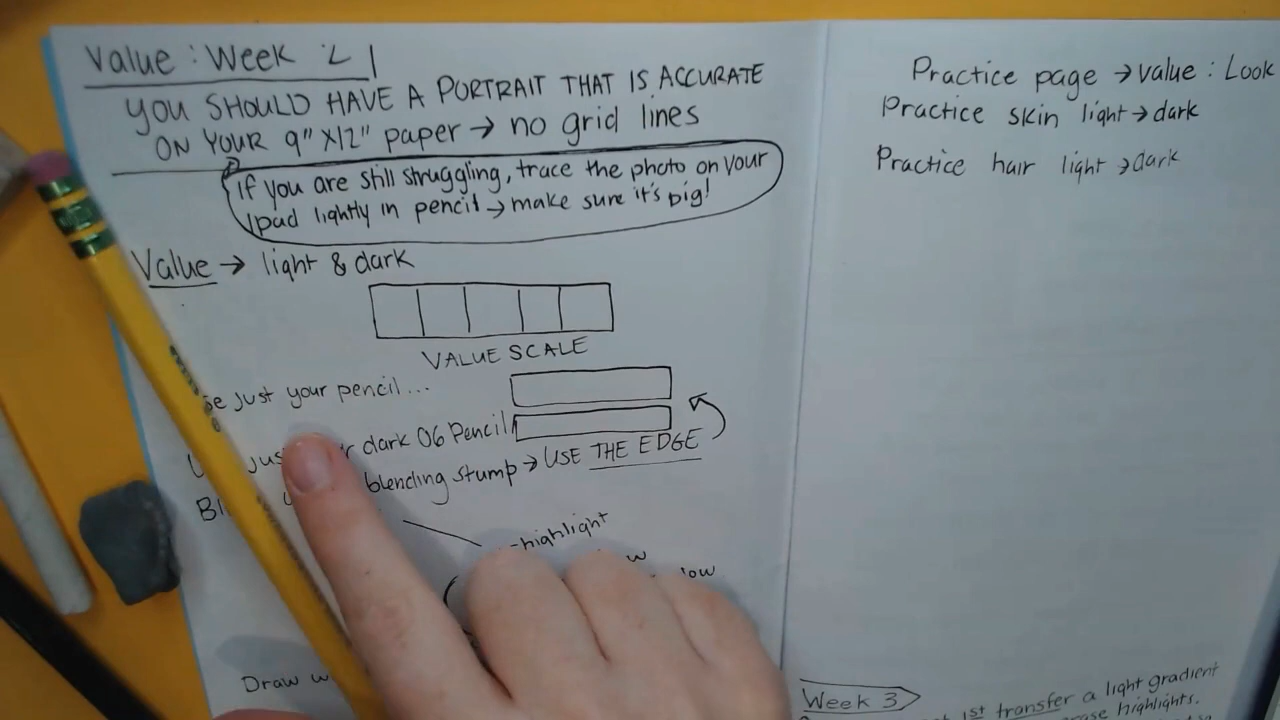 Value : Week 1
YOU SHOULD HAVE A PORTRAIT THAT IS ACCURATE
ON YOUR 9" X12" paper → no grid lines
If you are still struggling, trace the photo on your
Ipad lightly in pencil → make sure it's big!
Value → light & dark
VALUE SCALE
just your pencil...
dark 06 Pencil
blending stump → USE THE EDGE
-highlight
Draw
Practice page → value : Look
Practice skin light → dark
Practice hair light → dark
Week 3
1st transfer a light gradient
highlights.